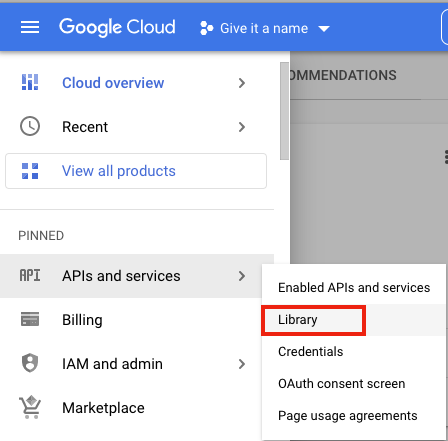 Google Cloud
Give it a name
OMMENDATIONS
Cloud overview
Recent
View all products
PINNED
API
APIs and services
Enabled APIs and services
Library
Credentials
OAuth consent screen
Page usage agreements
Billing
IAM and admin
Marketplace